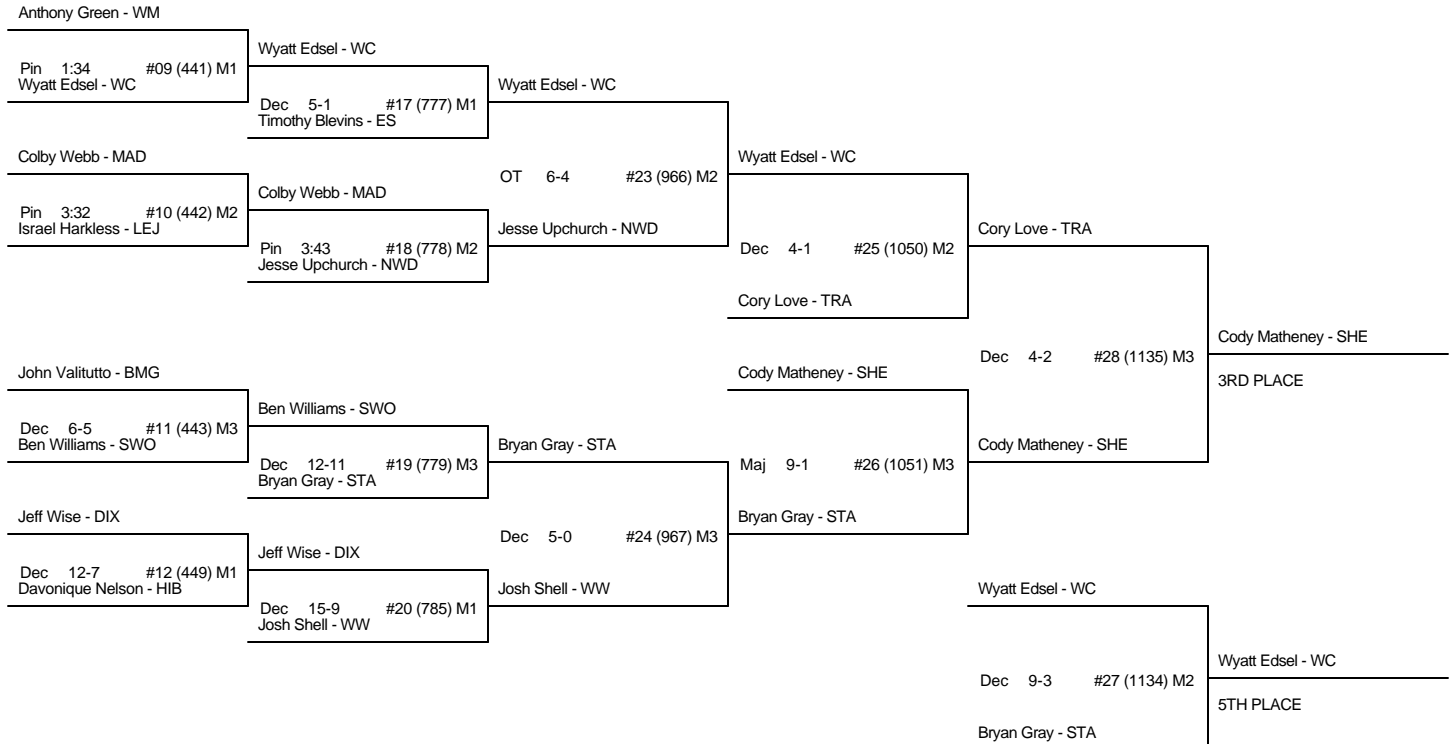 Anthony Green - WM
Pin 1:34 #09 (441) M1
Wyatt Edsel - WC
Wyatt Edsel - WC
Dec 5-1 #17 (777) M1
Timothy Blevins - ES
Wyatt Edsel - WC
Colby Webb - MAD
Pin 3:32 #10 (442) M2
Israel Harkless - LEJ
Colby Webb - MAD
Pin 3:43 #18 (778) M2
Jesse Upchurch - NWD
OT 6-4 #23 (966) M2
Jesse Upchurch - NWD
Wyatt Edsel - WC
Dec 4-1 #25 (1050) M2
Cory Love - TRA
Cory Love - TRA
John Valitutto - BMG
Dec 6-5 #11 (443) M3
Ben Williams - SWO
Ben Williams - SWO
Dec 12-11 #19 (779) M3
Bryan Gray - STA
Bryan Gray - STA
Jeff Wise - DIX
Dec 12-7 #12 (449) M1
Davonique Nelson - HIB
Jeff Wise - DIX
Dec 15-9 #20 (785) M1
Josh Shell - WW
Dec 5-0 #24 (967) M3
Josh Shell - WW
Cody Matheney - SHE
Maj 9-1 #26 (1051) M3
Bryan Gray - STA
Dec 4-2 #28 (1135) M3
Cody Matheney - SHE
Cody Matheney - SHE
3RD PLACE
Wyatt Edsel - WC
Dec 9-3 #27 (1134) M2
Bryan Gray - STA
Wyatt Edsel - WC
5TH PLACE